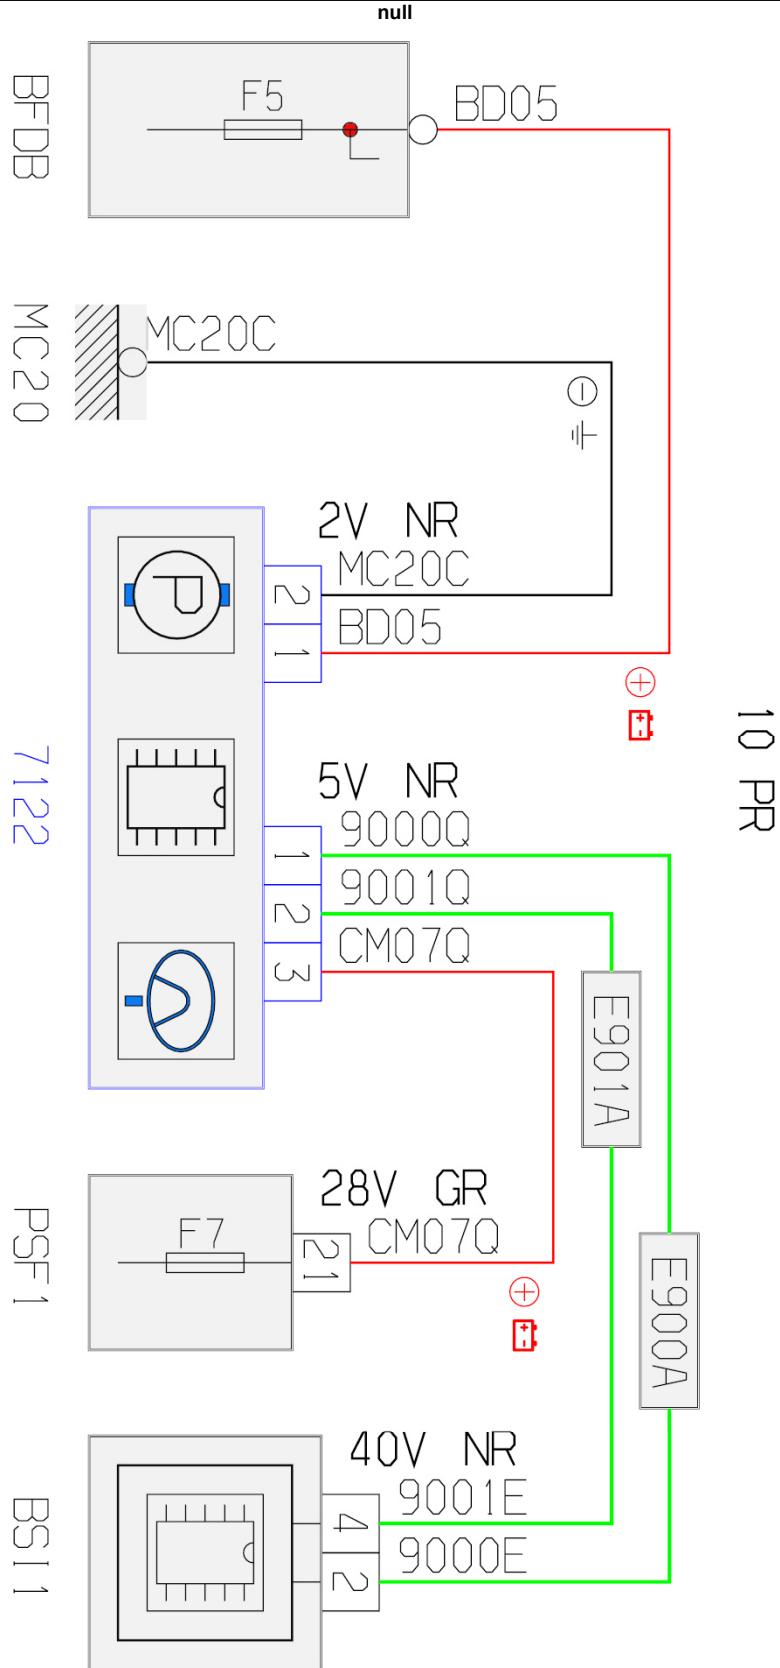 null
F5
BD05
BFDB
MC20C
MC20
2V NR
MC20C
2
BD05
1
P
10 PR
5V NR
9000Q
1
9001Q
2
CM07Q
3
7122
E901A
28V GR
CM07Q
F7
21
PSF1
E900A
40V NR
9001E
4
9000E
2
BSI1